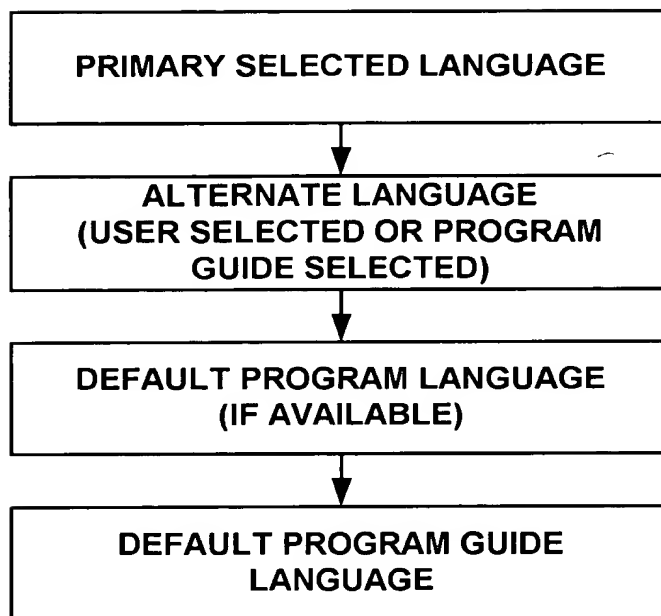 PRIMARY SELECTED LANGUAGE
ALTERNATE LANGUAGE
(USER SELECTED OR PROGRAM
GUIDE SELECTED)
DEFAULT PROGRAM LANGUAGE
(IF AVAILABLE)
DEFAULT PROGRAM GUIDE
LANGUAGE